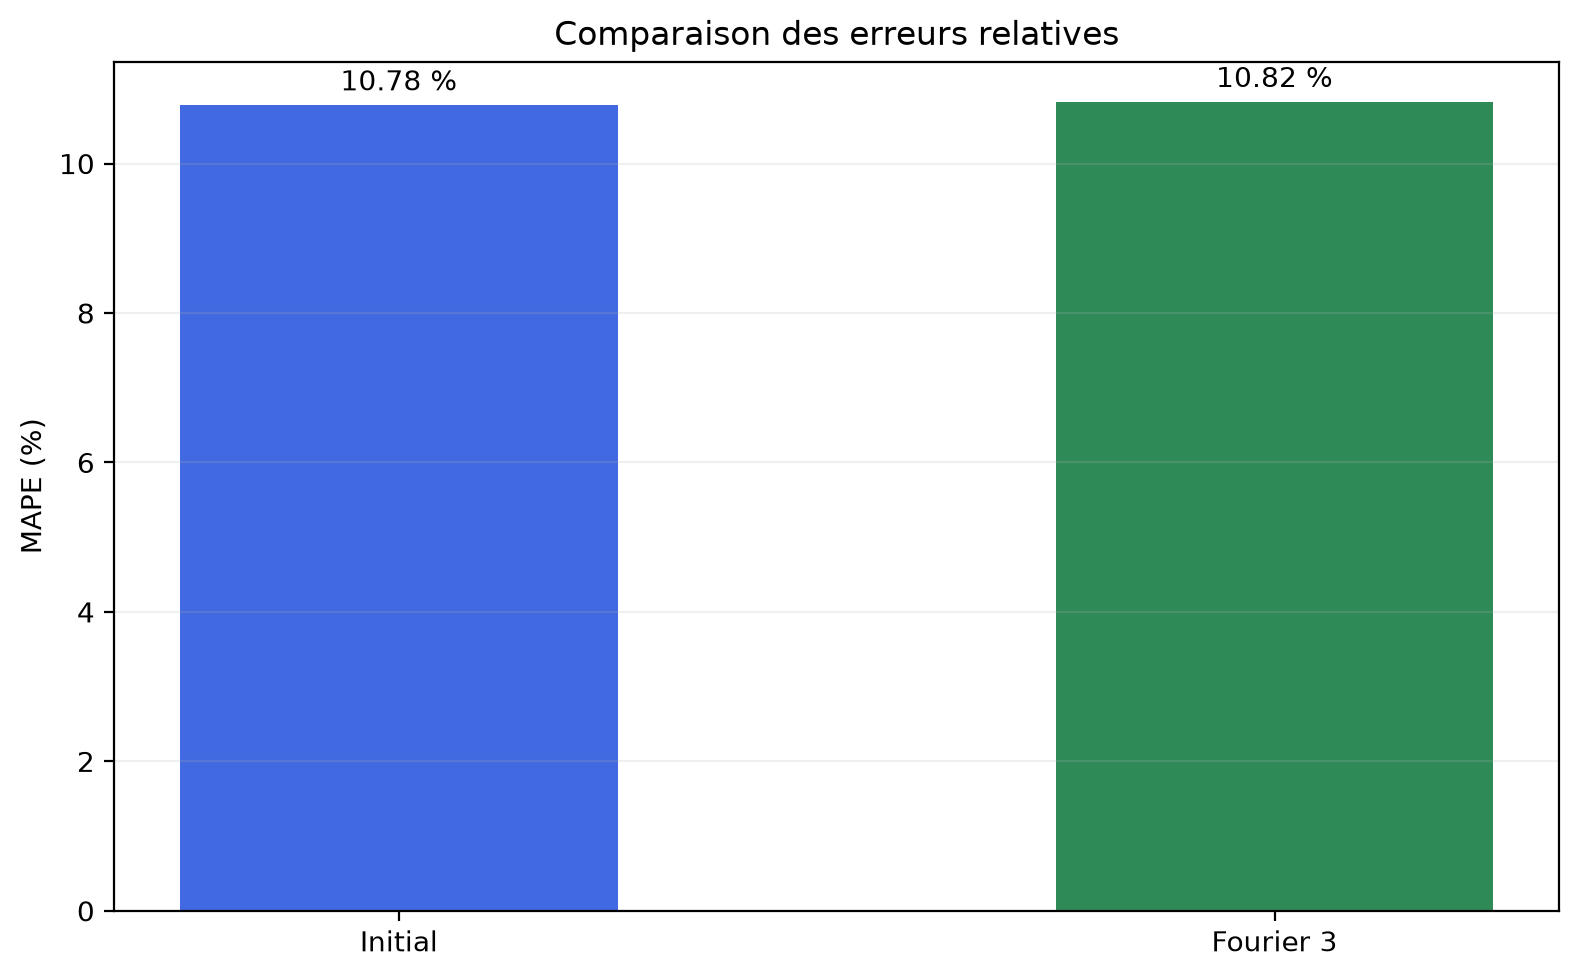 Comparaison des erreurs relatives
10.78 %
10.82 %
10
8
6
4
2
0
MAPE (%)
Initial
Fourier 3